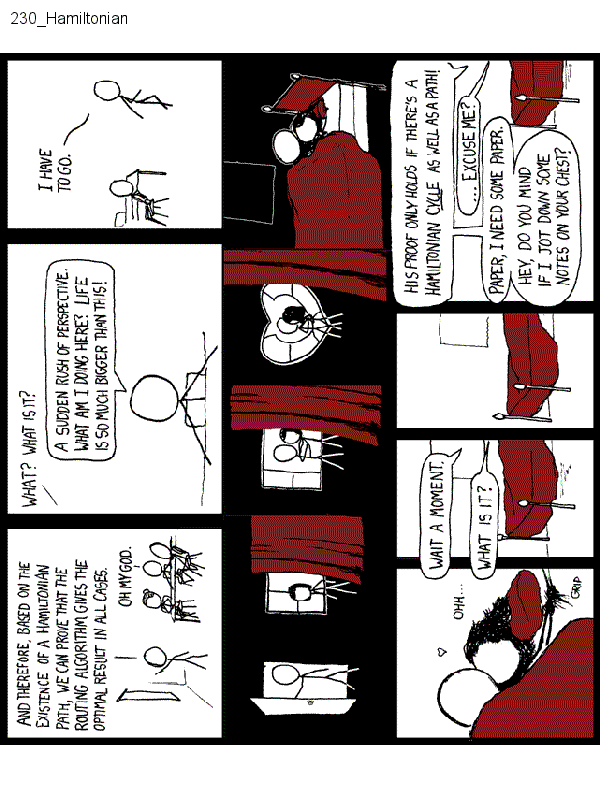 230_Hamiltonian
AND THEREFORE, BASED ON THE
EXISTENCE OF A HAMILTONIAN
PATH, WE CAN PROVE THAT THE
ROUTING ALGORITHM GIVES THE
OPTIMAL RESULT IN ALL CASES.
OH MY GOD.
WHAT? WHAT IS IT?
A SUDDEN RUSH OF PERSPECTIVE.
WHAT AM I DOING HERE? LIFE
IS SO MUCH BIGGER THAN THIS!
I HAVE
TO GO.
OHH...
GRIP
WAIT A MOMENT.
WHAT IS IT?
HIS PROOF ONLY HOLDS IF THERE'S A
HAMILTONIAN CYCLE AS WELL AS A PATH!
... EXCUSE ME?
PAPER, I NEED SOME PAPER.
HEY, DO YOU MIND
IF I JOT DOWN SOME
NOTES ON YOUR CHEST?